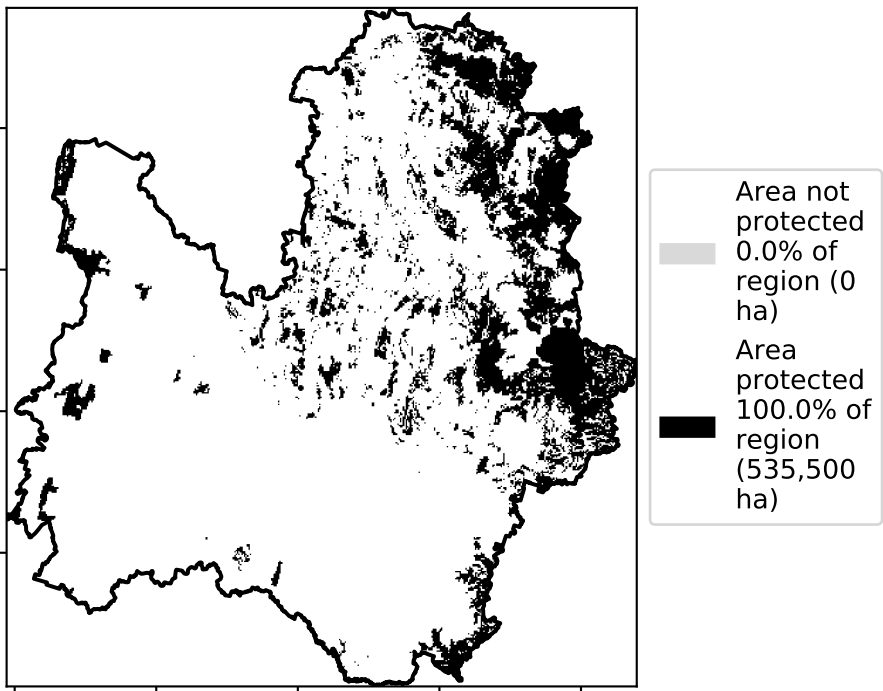 Area not
protected
0.0% of
region (0
ha)
Area
protected
100.0% of
region
(535,500
ha)